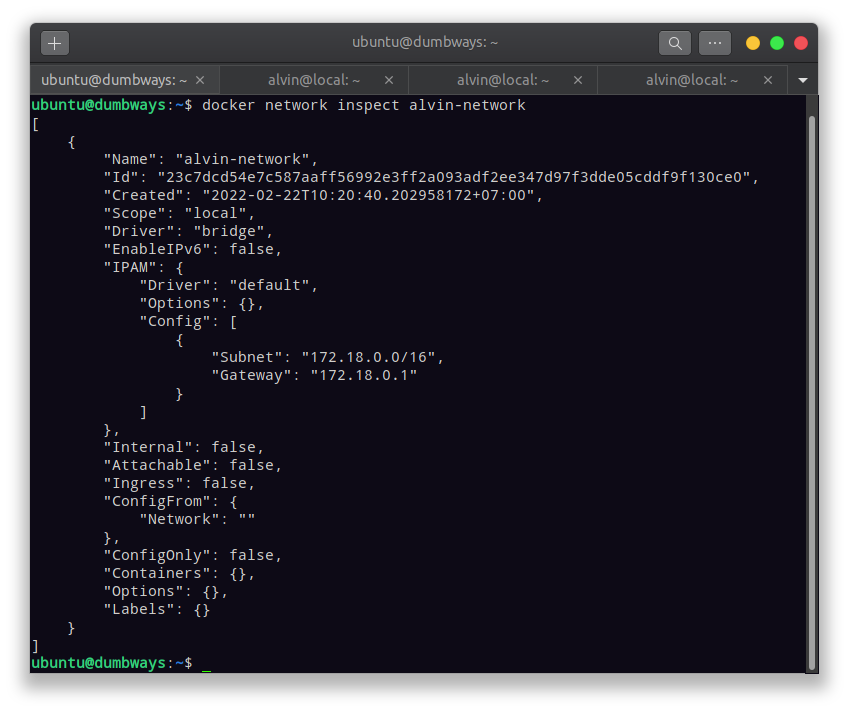 ubuntu@dumbways: ~
ubuntu@dumbways: ~ × alvin@local: ~ × alvin@local: ~ × alvin@local: ~ ×
ubuntu@dumbways:~$ docker network inspect alvin-network
[
    {
        "Name": "alvin-network",
        "Id": "23c7dcd54e7c587aaff56992e3ff2a093adf2ee347d97f3dde05cddf9f130ce0",
        "Created": "2022-02-22T10:20:40.202958172+07:00",
        "Scope": "local",
        "Driver": "bridge",
        "EnableIPv6": false,
        "IPAM": {
            "Driver": "default",
            "Options": {},
            "Config": [
                {
                    "Subnet": "172.18.0.0/16",
                    "Gateway": "172.18.0.1"
                }
            ]
        },
        "Internal": false,
        "Attachable": false,
        "Ingress": false,
        "ConfigFrom": {
            "Network": ""
        },
        "ConfigOnly": false,
        "Containers": {},
        "Options": {},
        "Labels": {}
    }
]
ubuntu@dumbways:~$ _